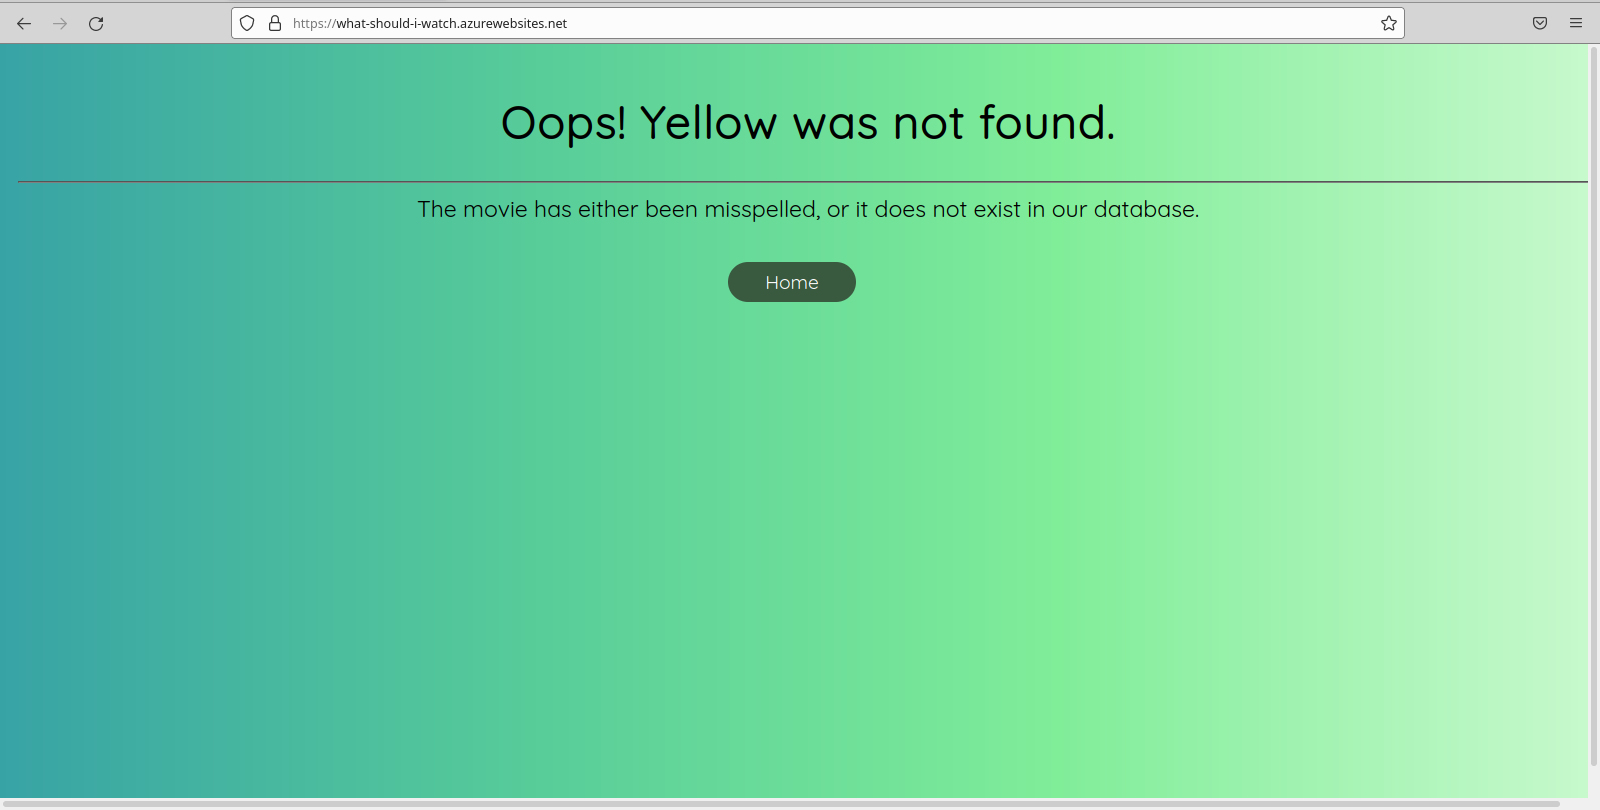 https://what-should-i-watch.azurewebsites.net
Oops! Yellow was not found.
The movie has either been misspelled, or it does not exist in our database.
Home